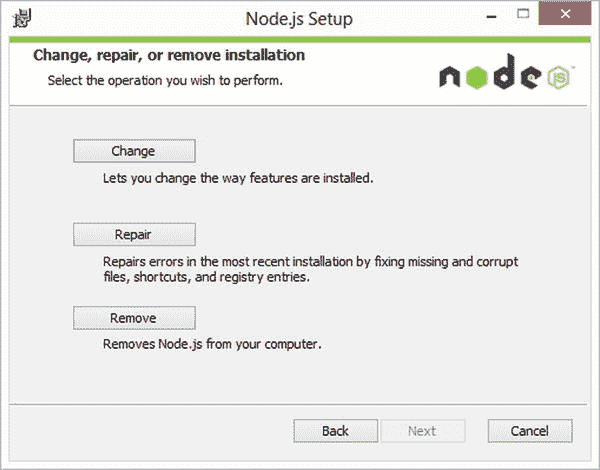 Node.js Setup
Change, repair, or remove installation
Select the operation you wish to perform.
node JS ™
Change
Lets you change the way features are installed.
Repair
Repairs errors in the most recent installation by fixing missing and corrupt
files, shortcuts, and registry entries.
Remove
Removes Node.js from your computer.
Back Next Cancel